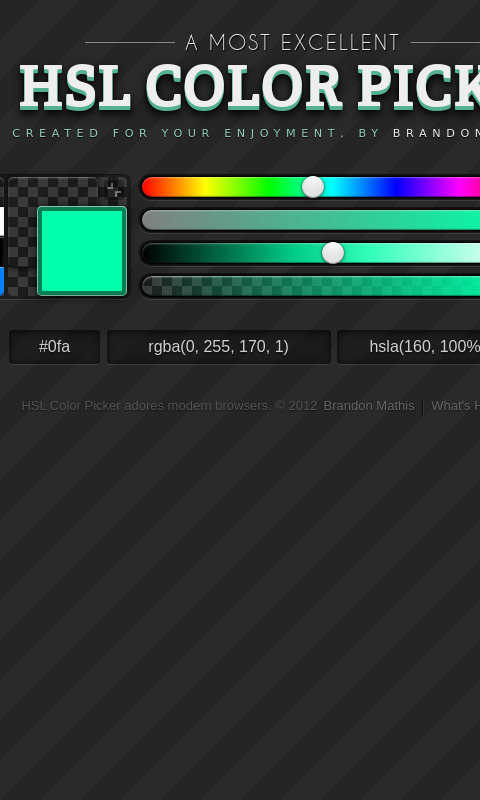 A MOST EXCELLENT
HSL COLOR PICK
CREATED FOR YOUR ENJOYMENT, BY BRANDON
#0fa
rgba(0, 255, 170, 1)
hsla(160, 100%
HSL Color Picker adores modern browsers. © 2012 Brandon Mathis
What's H